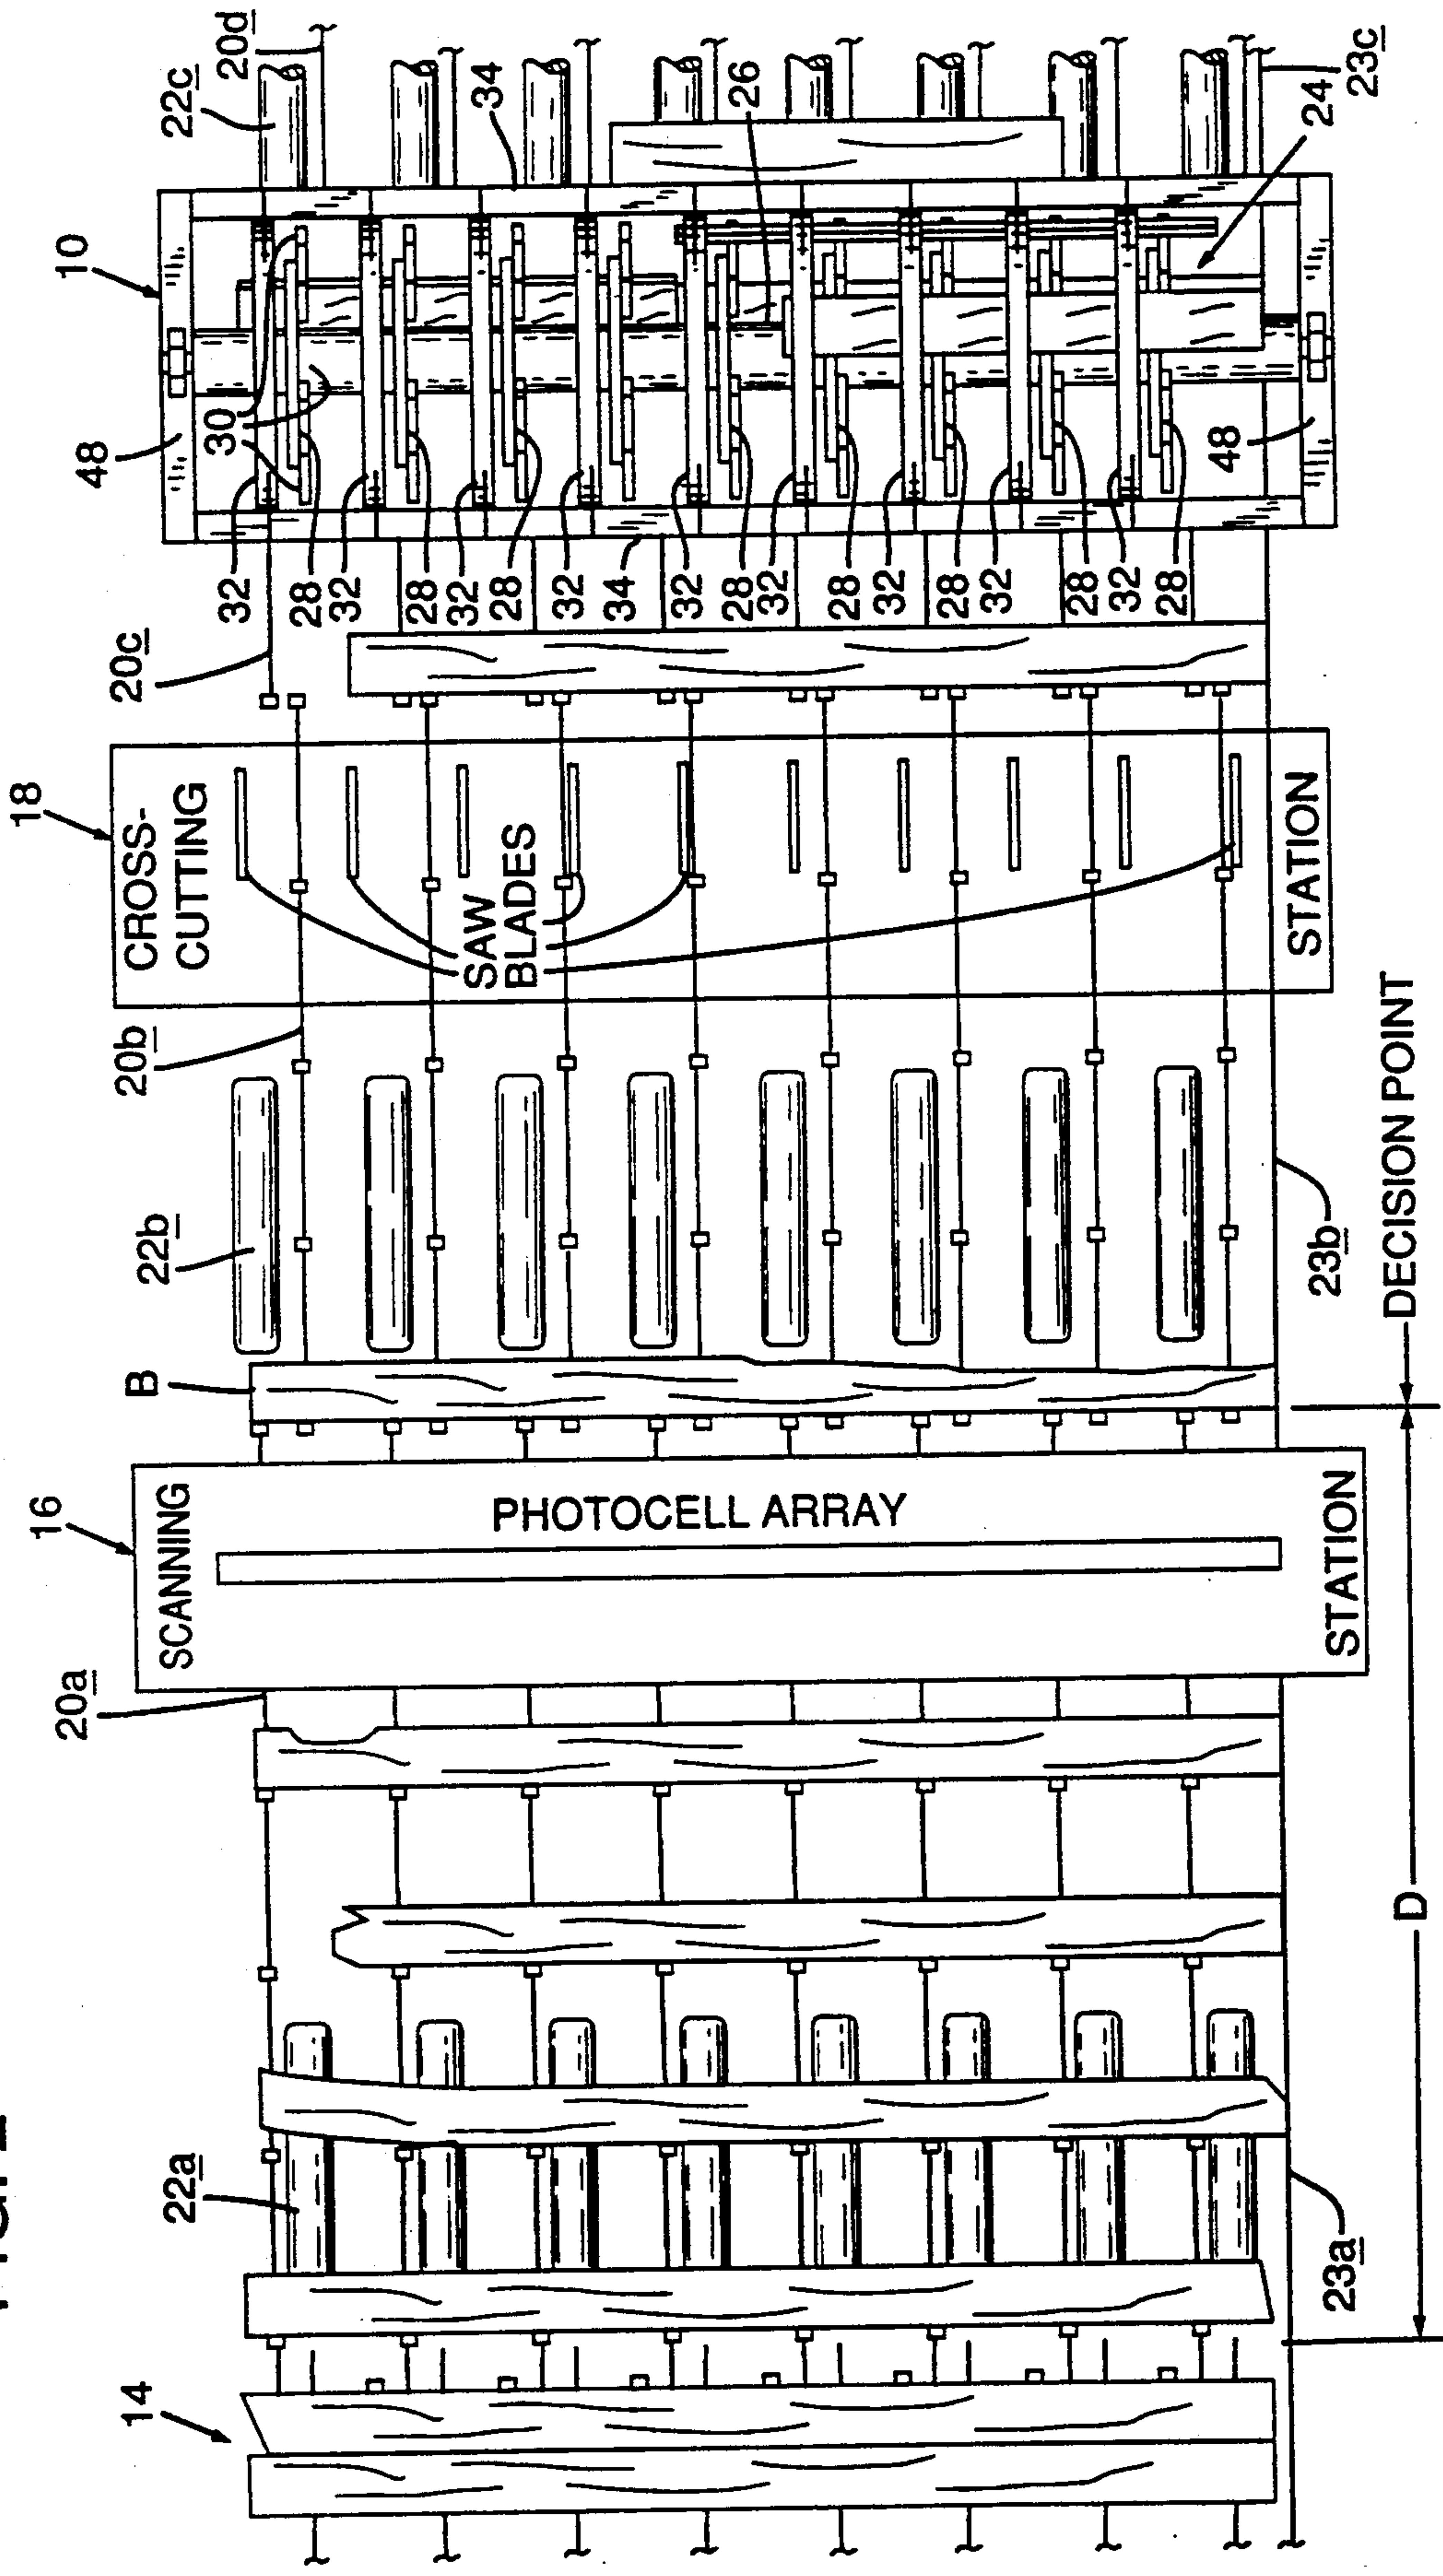 10
22c
20d
34
26
24
23c
48
30
48
32
28
32
28
32
28
32
34
32
28
32
28
32
28
32
28
32
28
20c
18
CROSS-
CUTTING
SAW
BLADES
STATION
20b
22b
B
23b
DECISION POINT
16
SCANNING
PHOTOCELL ARRAY
STATION
20a
22a
23a
D
14